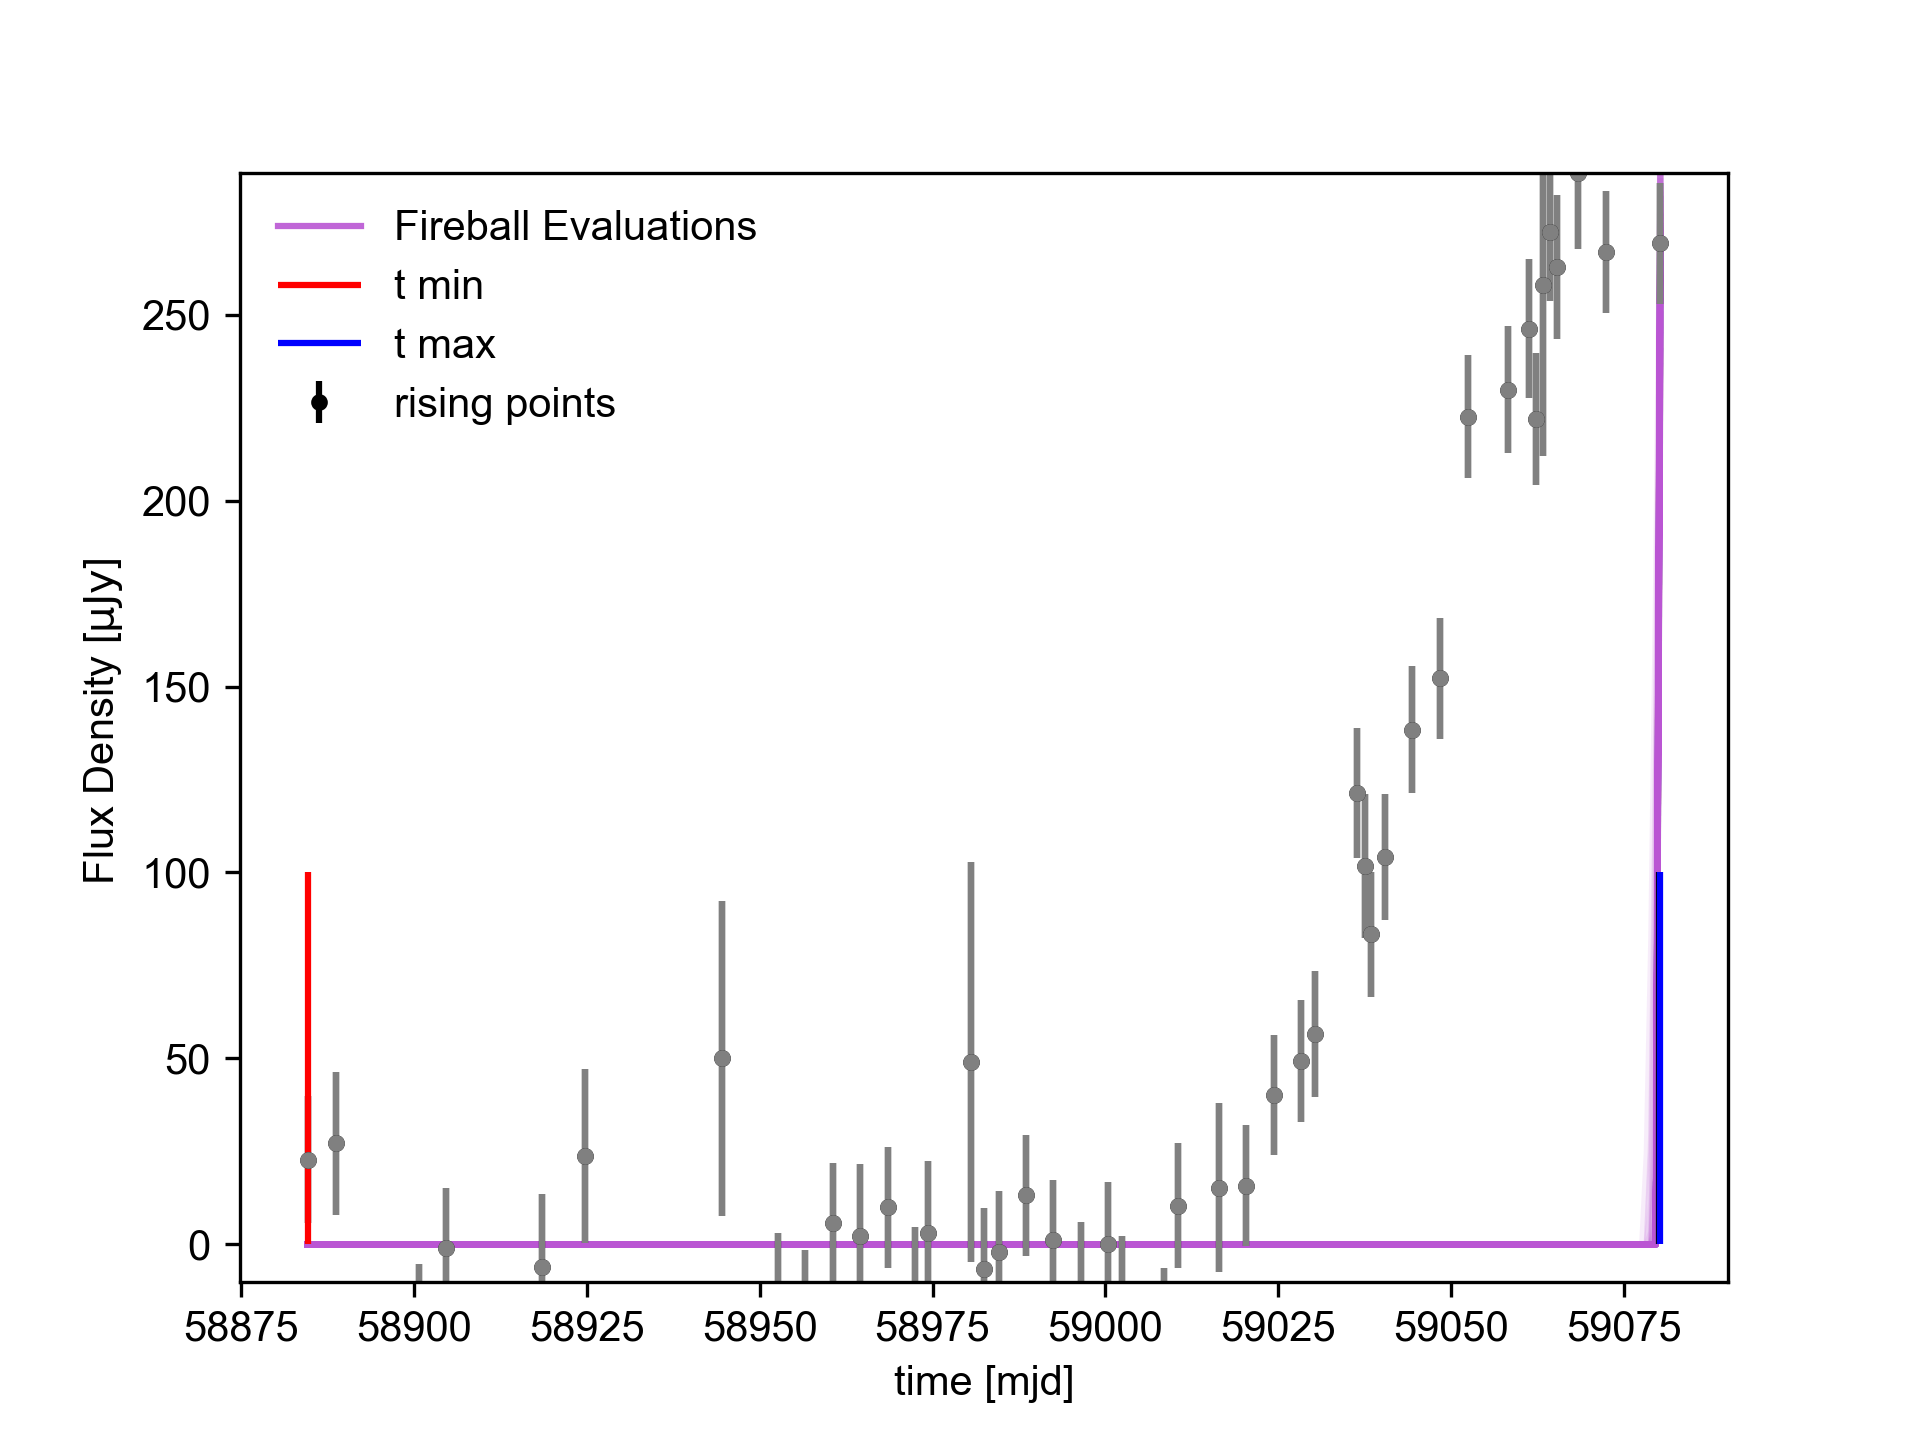 Fireball Evaluations
t min
t max
rising points
250
200
150
100
50
0
Flux Density [µJy]
58875 58900 58925 58950 58975 59000 59025 59050 59075
time [mjd]